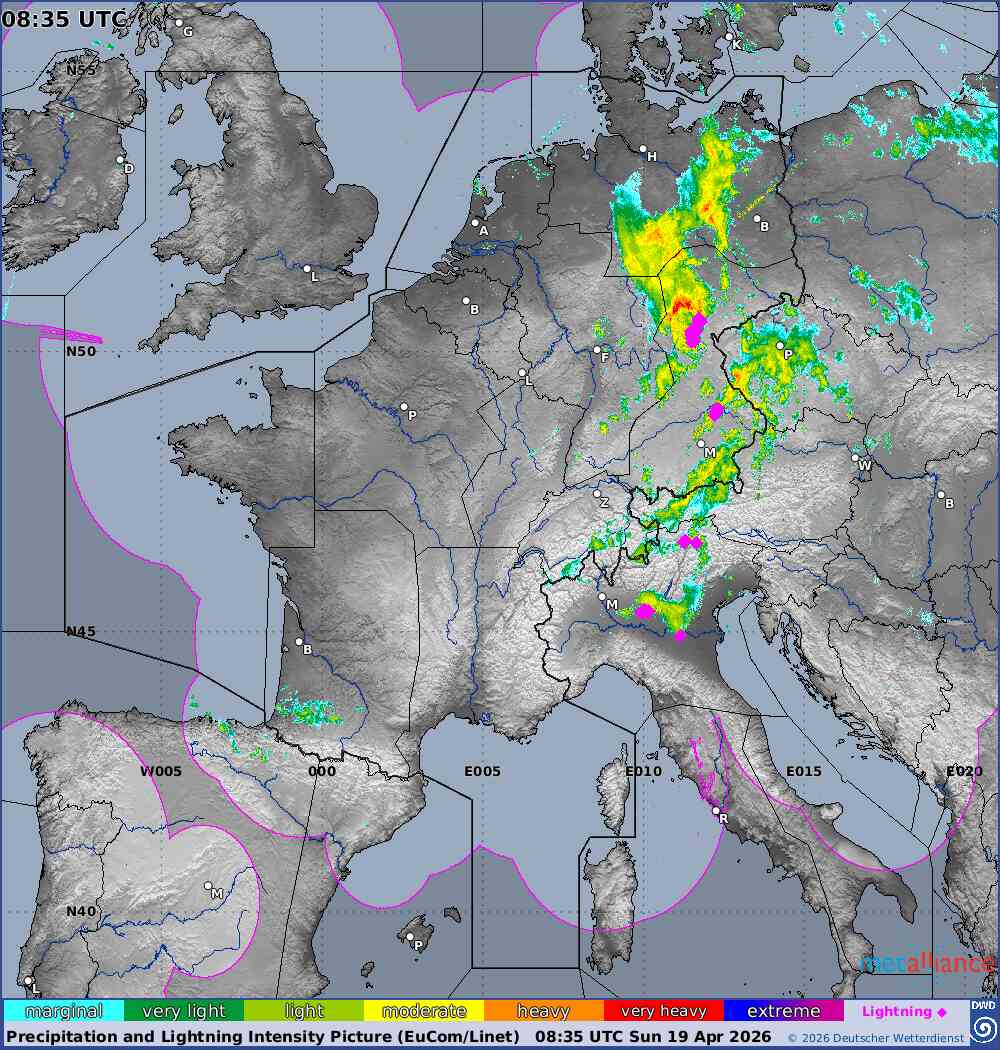 08:35 UTC
G
K
N55
H
D
A
B
L
B
N50
F
P
L
P
M
W
Z
B
M
N45
B
W005
000
E005
E010
E015
E020
R
M
N40
P
L
metalliance
marginal very light light moderate heavy very heavy extreme Lightning ◆
DWD
Precipitation and Lightning Intensity Picture (EuCom/Linet) 08:35 UTC Sun 19 Apr 2026 © 2026 Deutscher Wetterdienst